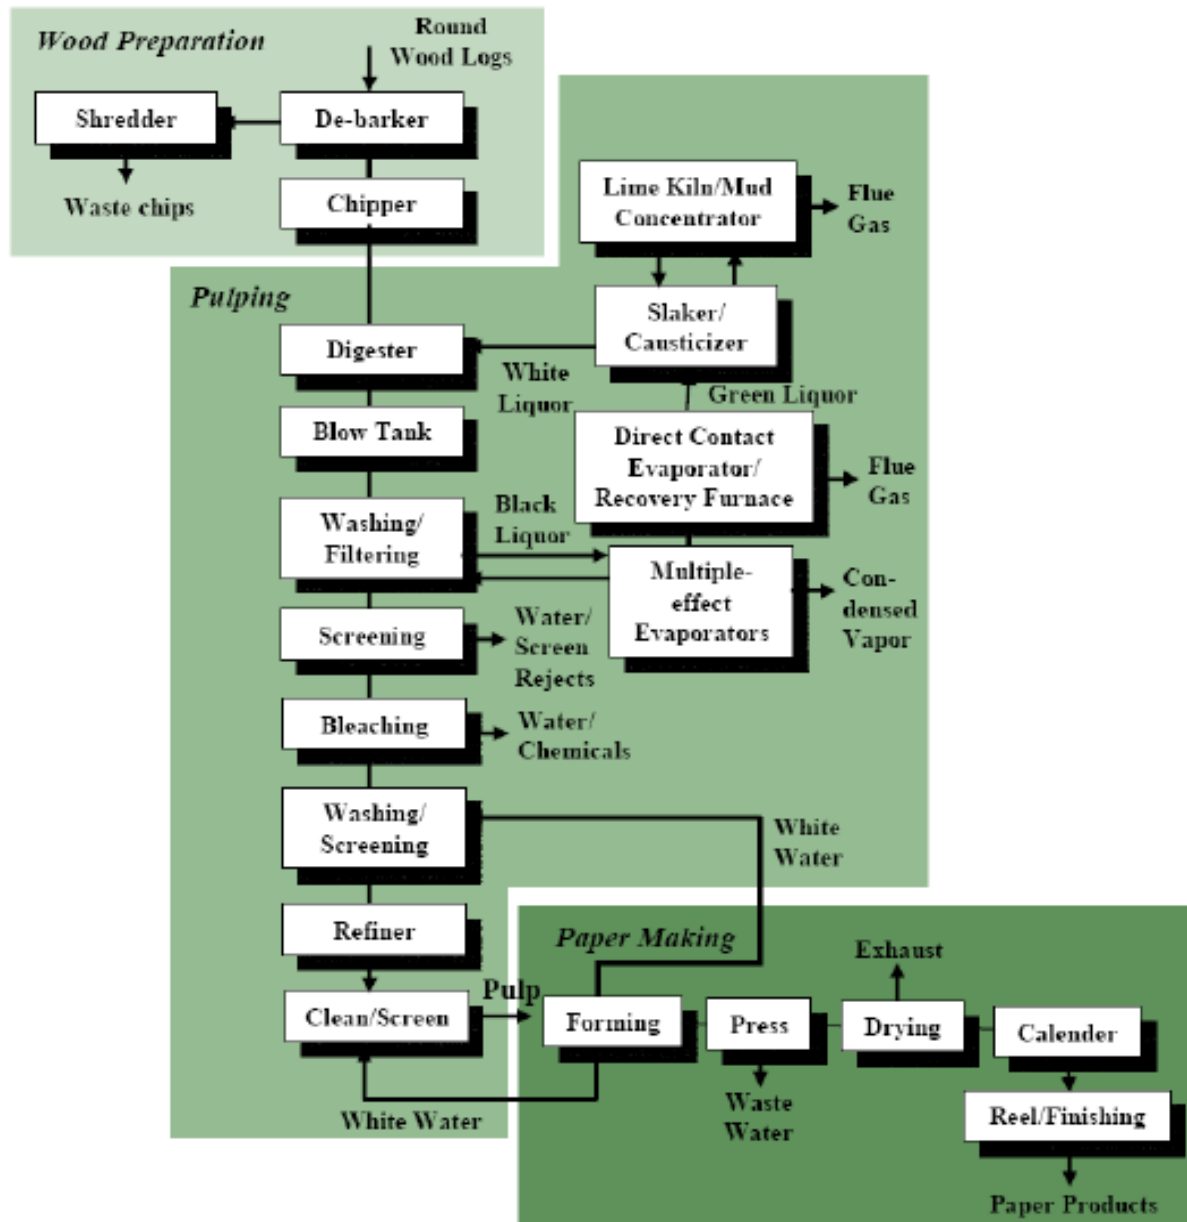 Wood Preparation
Round
Wood Logs
Shredder
De-barker
Waste chips
Chipper
Lime Kiln/Mud
Concentrator
Flue
Gas
Pulping
Slaker/
Causticizer
Digester
White
Liquor
Green Liquor
Blow Tank
Direct Contact
Evaporator/
Recovery Furnace
Flue
Gas
Washing/
Filtering
Black
Liquor
Multiple-
effect
Evaporators
Con-
densed
Vapor
Screening
Water/
Screen
Rejects
Bleaching
Water/
Chemicals
Washing/
Screening
White
Water
Refiner
Paper Making
Exhaust
Clean/Screen
Pulp
Forming
Press
Drying
Calender
White Water
Waste
Water
Reel/Finishing
Paper Products